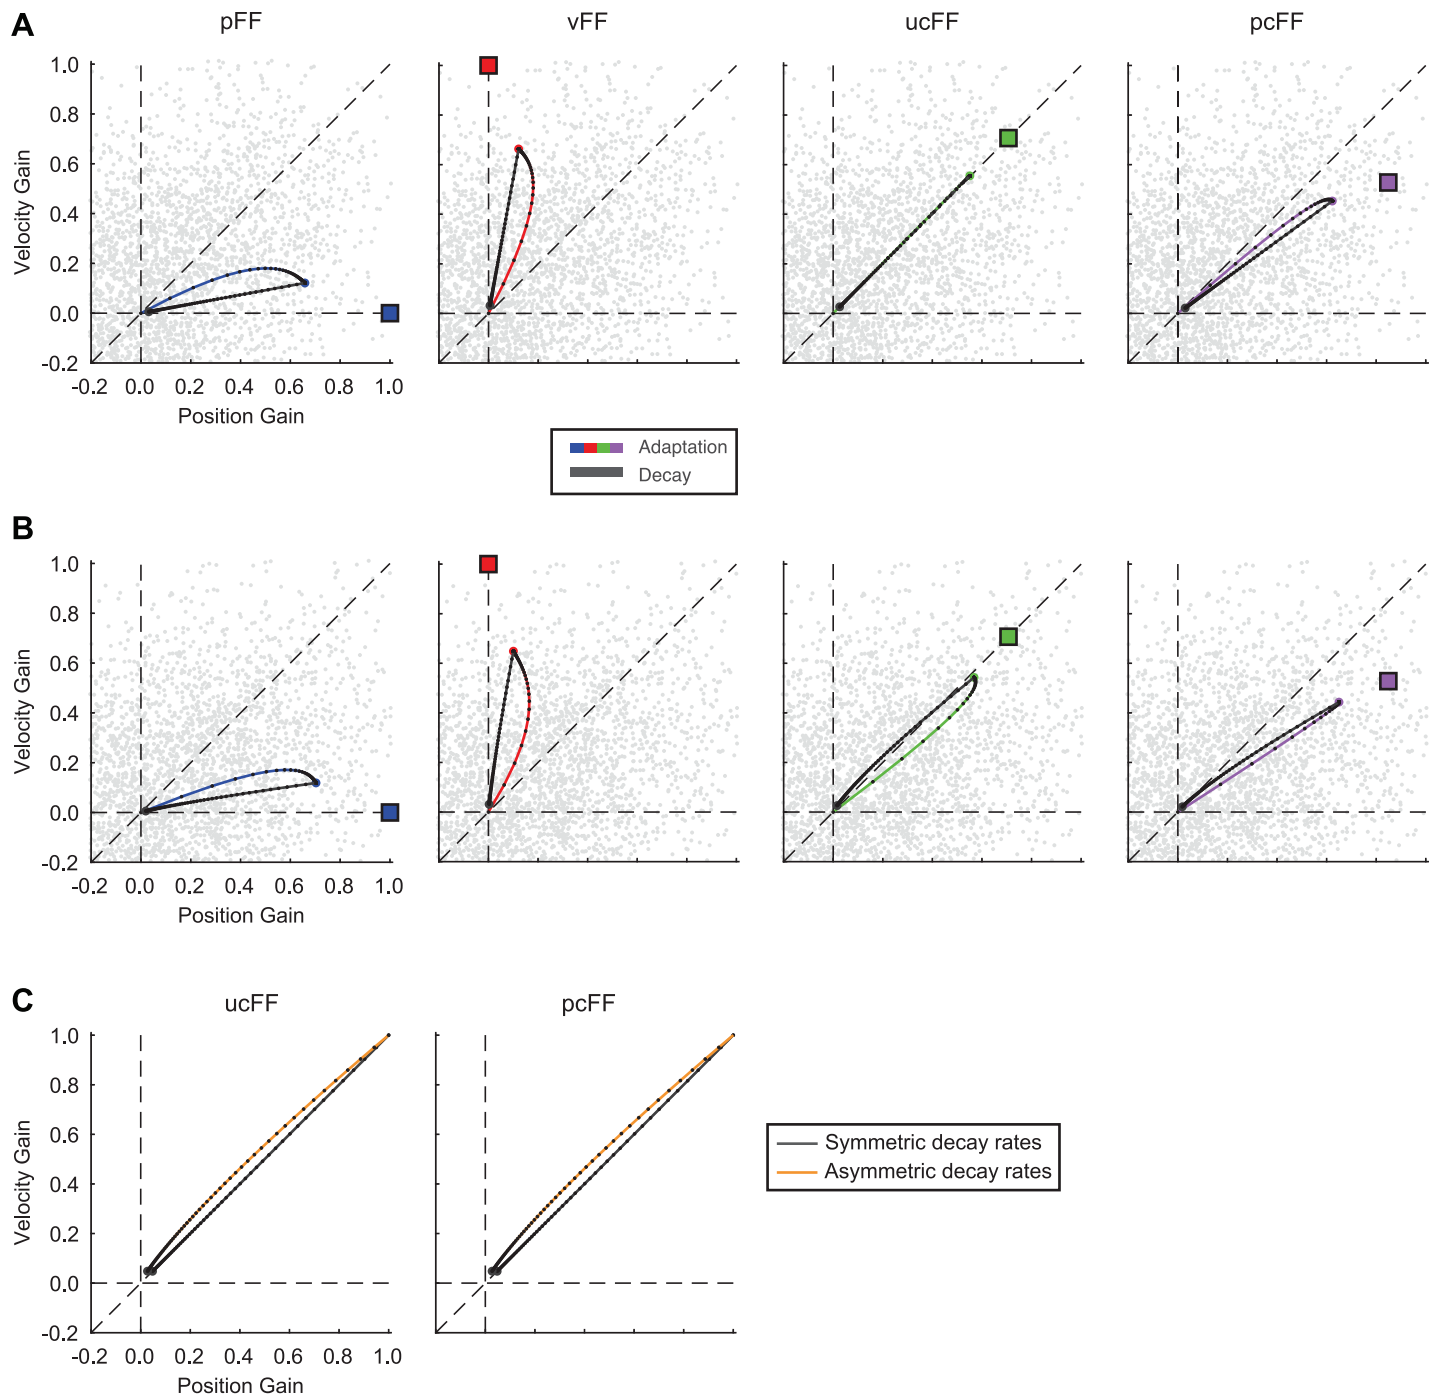 A
pFF vFF ucFF pcFF
1.0
0.8
0.6
0.4
0.2
0.0
-0.2
Velocity Gain
-0.2 0.0 0.2 0.4 0.6 0.8 1.0
Position Gain
Adaptation
Decay
B
1.0
0.8
0.6
0.4
0.2
0.0
-0.2
Velocity Gain
-0.2 0.0 0.2 0.4 0.6 0.8 1.0
Position Gain
C
ucFF pcFF
1.0
0.8
0.6
0.4
0.2
0.0
-0.2
Velocity Gain
-0.2 0.0 0.2 0.4 0.6 0.8 1.0
Position Gain
Symmetric decay rates
Asymmetric decay rates